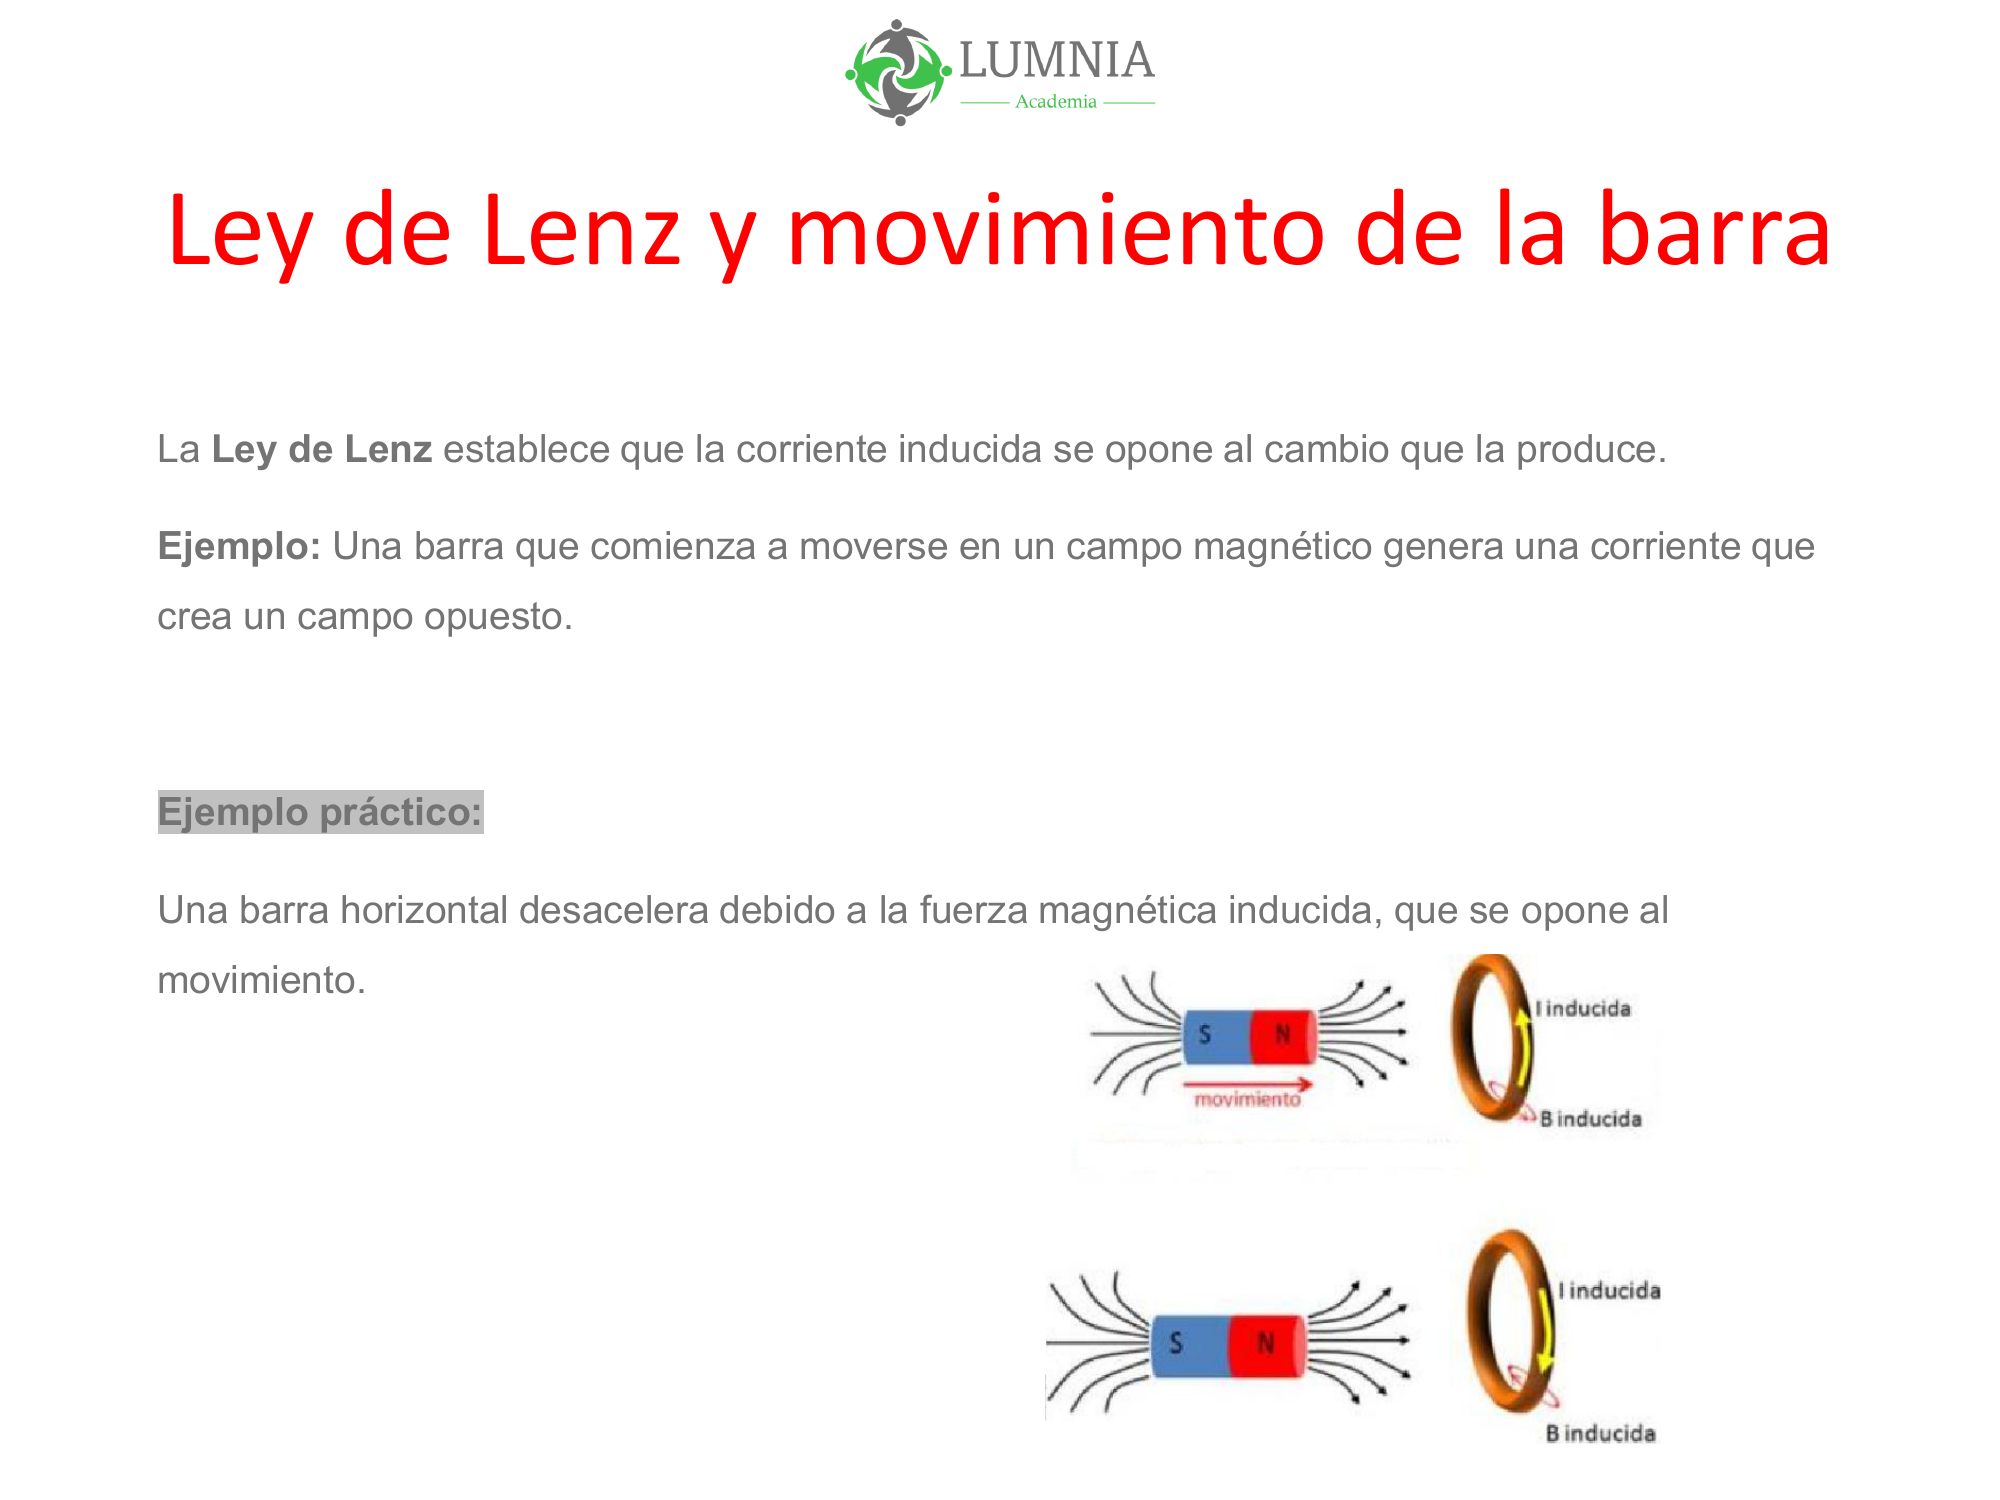 LUMNIA
Academia
Ley de Lenz y movimiento de la barra
La Ley de Lenz establece que la corriente inducida se opone al cambio que la produce.
Ejemplo: Una barra que comienza a moverse en un campo magnético genera una corriente que
crea un campo opuesto.
Ejemplo práctico:
Una barra horizontal desacelera debido a la fuerza magnética inducida, que se opone al
movimiento.
S N
movimiento
I inducida
B inducida
S N
I inducida
B inducida